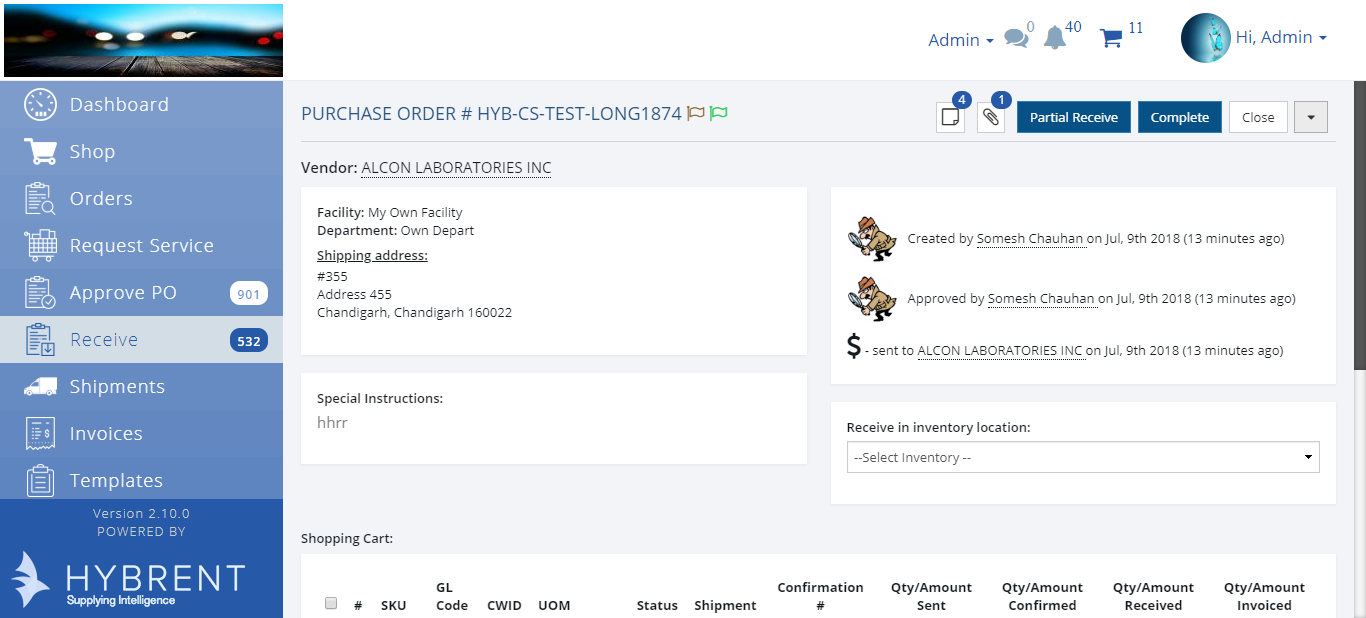 Admin
0
40
11
Hi, Admin
Dashboard
Shop
Orders
Request Service
Approve PO 901
Receive 532
Shipments
Invoices
Templates
Version 2.10.0
POWERED BY
HYBRENT
Supplying Intelligence
PURCHASE ORDER # HYB-CS-TEST-LONG1874
4
1
Partial Receive
Complete
Close
Vendor: ALCON LABORATORIES INC
Facility: My Own Facility
Department: Own Depart
Shipping address:
#355
Address 455
Chandigarh, Chandigarh 160022
Special Instructions:
hhrr
Created by Somesh Chauhan on Jul, 9th 2018 (13 minutes ago)
Approved by Somesh Chauhan on Jul, 9th 2018 (13 minutes ago)
$ - sent to ALCON LABORATORIES INC on Jul, 9th 2018 (13 minutes ago)
Receive in inventory location:
--Select Inventory --
Shopping Cart:
#
SKU
GL
Code
CWID
UOM
Status
Shipment
Confirmation
#
Qty/Amount
Sent
Qty/Amount
Confirmed
Qty/Amount
Received
Qty/Amount
Invoiced